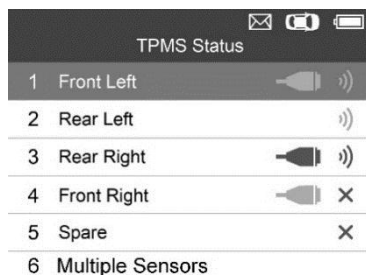 TPMS Status
1 Front Left
2 Rear Left
3 Rear Right
4 Front Right
5 Spare
6 Multiple Sensors